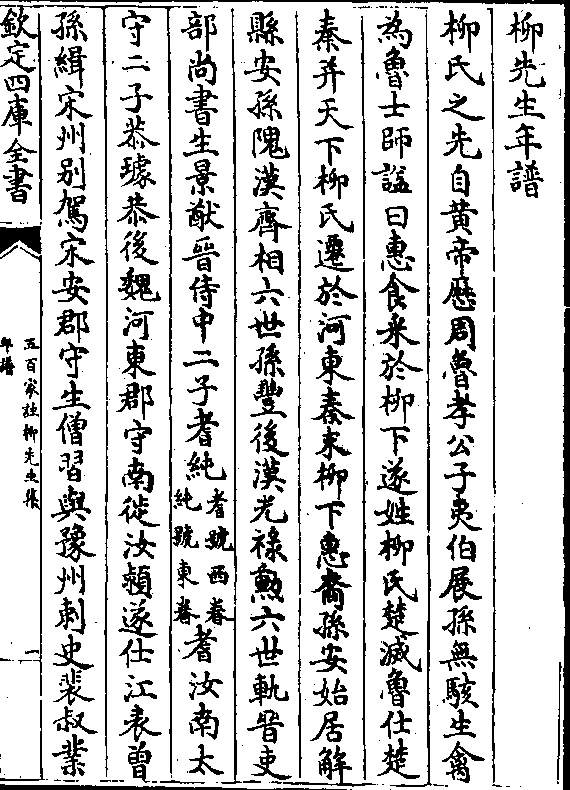 柳先生年譜
柳氏之先自黄帝歴周魯孝公子夷伯展孫無駭生禽
為魯士師諡曰惠食采於柳下遂姓柳氏楚滅魯仕楚
秦并天下柳氏遷於河東秦末柳下惠裔孫安始居解
縣安孫隗漢齊相六世孫豐後漢光祿勲六世軌晉吏
部尚書生景猷晉侍中二子耆純耆號西眷純號東眷耆汝南太
守二子恭璩恭後魏河東郡守南徙汝潁遂仕江表曾
孫緝宋州别駕宋安郡守生僧習與豫州刺史裴叔業
欽定四庫全書
五百家註柳先生集
年譜
一